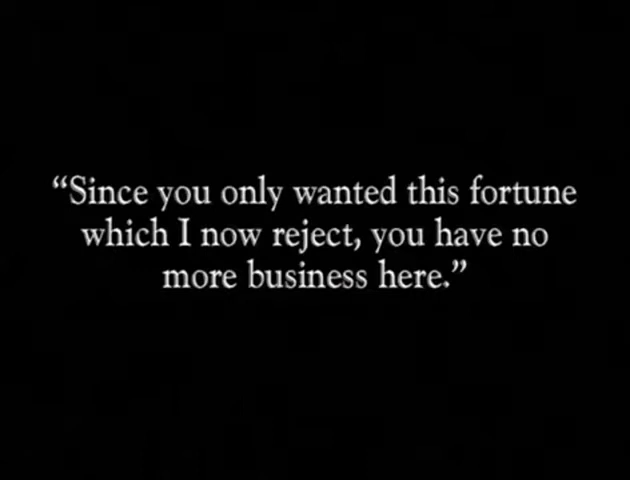 “Since you only wanted this fortune
which I now reject, you have no
more business here.”